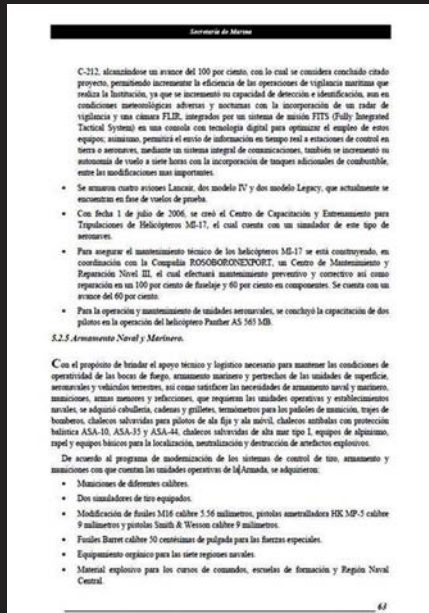 Secretaría de Marina
C-212, alcanzándose un avance del 100 por ciento, con lo cual se considera concluido citado
proyecto, permitiendo incrementar la eficiencia de las operaciones de vigilancia marítima que
realiza la Institución, ya que se incrementó su capacidad de detección e identificación, aun en
condiciones meteorológicas adversas y nocturnas con la incorporación de un radar de
vigilancia y una cámara FLIR, integrados por un sistema de misión FITS (Fully Integrated
Tactical System) en una consola con tecnología digital para optimizar el empleo de estos
equipos; asimismo, permitirá el envío de información en tiempo real a estaciones de control en
tierra o aeronaves, mediante un sistema integral de comunicaciones, también se incrementó su
autonomía de vuelo a siete horas con la incorporación de tanques adicionales de combustible,
entre las modificaciones mas importantes.
• Se armaron cuatro aviones Lancair, dos modelo IV y dos modelo Legacy, que actualmente se
encuentran en fase de vuelos de prueba.
• Con fecha 1 de julio de 2006, se creó el Centro de Capacitación y Entrenamiento para
Tripulaciones de Helicópteros MI-17, el cual cuenta con un simulador de este tipo de
aeronaves.
• Para asegurar el mantenimiento técnico de los helicópteros MI-17 se está construyendo, en
coordinación con la Compañía ROSOBORONEXPORT, un Centro de Mantenimiento y
Reparación Nivel III, el cual efectuará mantenimiento preventivo y correctivo así como
reparación en un 100 por ciento de fuselaje y 60 por ciento en componentes. Se cuenta con un
avance del 60 por ciento.
• Para la operación y mantenimiento de unidades aeronavales, se concluyó la capacitación de dos
pilotos en la operación del helicóptero Panther AS 565 MB.
5.2.5 Armamento Naval y Marinero.
Con el propósito de brindar el apoyo técnico y logístico necesario para mantener las condiciones de
operatividad de las bocas de fuego, armamento marinero y pertrechos de las unidades de superficie,
aeronavales y vehículos terrestres, así como satisfacer las necesidades de armamento naval y marinero,
municiones, armas menores y refacciones, que requieran las unidades operativas y establecimientos
navales, se adquirió cabullería, cadenas y grilletes, termómetros para los pañoles de munición, trajes de
bomberos, chalecos salvavidas para pilotos de ala fija y ala móvil, chalecos antibalas con protección
balística ASA-10, ASA-35 y ASA-44, chalecos salvavidas de alta mar tipo I, equipos de alpinismo,
rapel y equipos básicos para la localización, neutralización y destrucción de artefactos explosivos.
De acuerdo al programa de modernización de los sistemas de control de tiro, armamento y
municiones con que cuentan las unidades operativas de la Armada, se adquirieron:
• Municiones de diferentes calibres.
• Dos simuladores de tiro equipados.
• Modificación de fusiles M16 calibre 5.56 milímetros, pistolas ametralladora HK MP-5 calibre
9 milímetros y pistolas Smith & Wesson calibre 9 milímetros.
• Fusiles Barret calibre 50 centésimas de pulgada para las fuerzas especiales.
• Equipamiento orgánico para las siete regiones navales.
• Material explosivo para los cursos de comandos, escuelas de formación y Región Naval
Central.
63